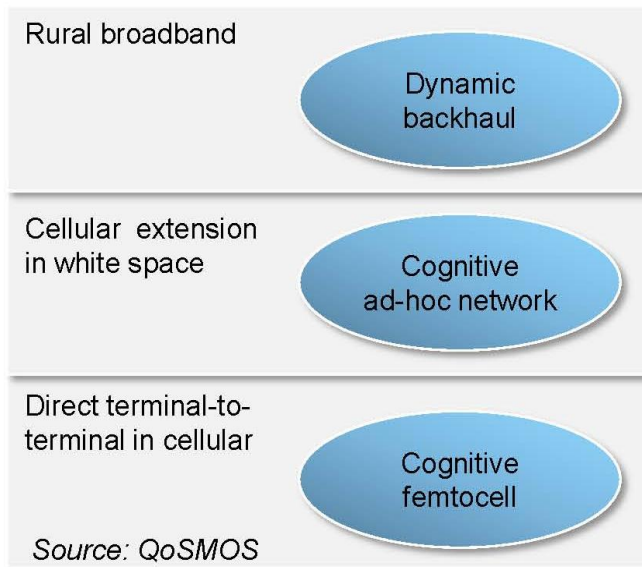 Rural broadband
Dynamic
backhaul
Cellular extension
in white space
Cognitive
ad-hoc network
Direct terminal-to-
terminal in cellular
Cognitive
femtocell
Source: QoSMOS